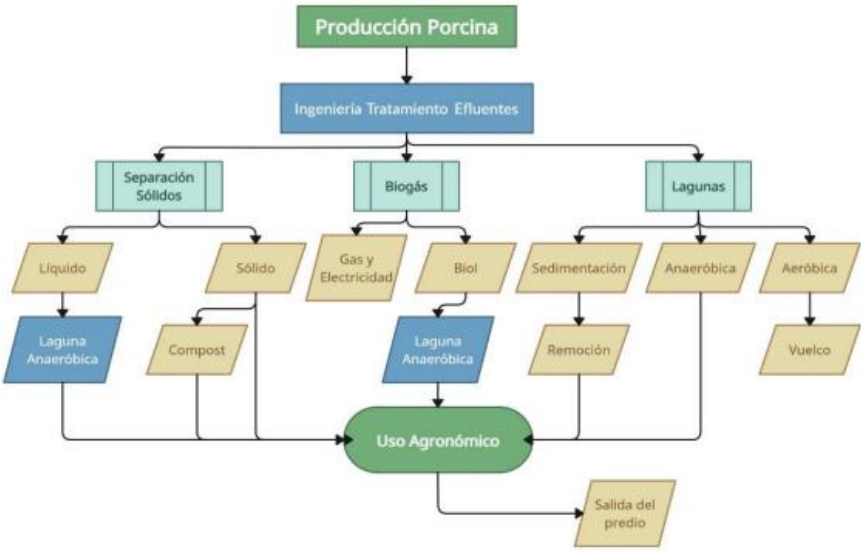 Producción Porcina
Ingeniería Tratamiento Efluentes
Separación
Sólidos
Biogás
Lagunas
Líquido
Sólido
Gas y
Electricidad
Biol
Sedimentación
Anaeróbica
Aeróbica
Laguna
Anaeróbica
Compost
Laguna
Anaeróbica
Remoción
Vuelco
Uso Agronómico
Salida del
predio